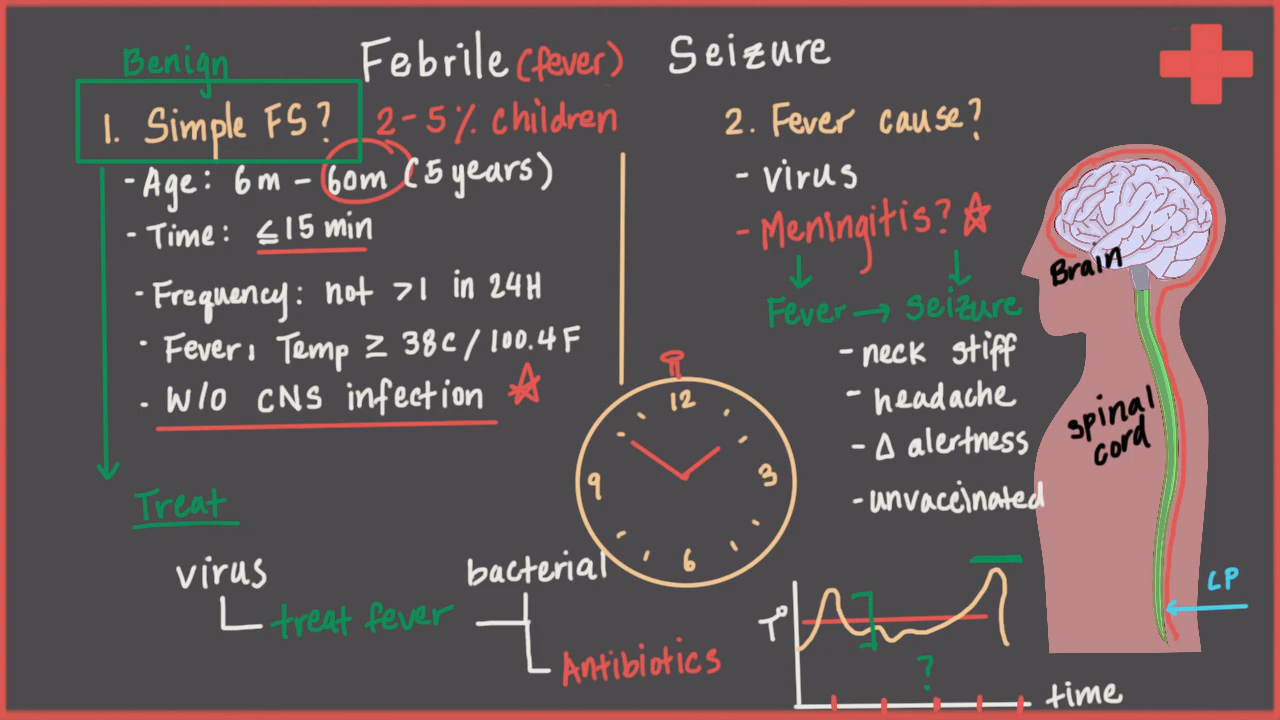 Benign
Febrile (fever) Seizure
1. Simple FS?
2-5% children
- Age: 6m - 60m (5 years)
- Time: ≤ 15 min
- Frequency: not >1 in 24H
- Fever: Temp ≥ 38C / 100.4F
- W/O CNS infection
Treat
virus
treat fever
bacterial
Antibiotics
2. Fever cause?
- virus
- Meningitis?
Fever → Seizure
- neck stiff
- headache
- Δ alertness
- unvaccinated
12
3
6
9
T°
?
time
Brain
spinal
cord
LP